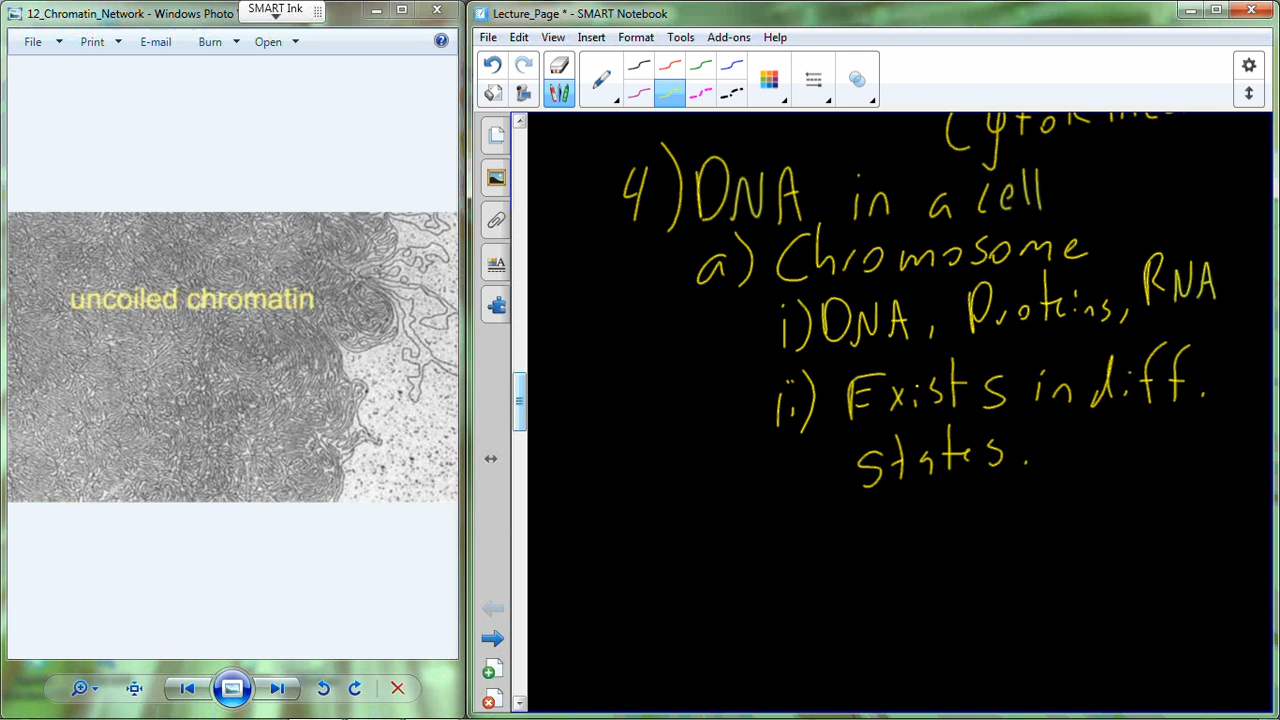 12_Chromatin_Network - Windows Photo
SMART Ink
File Print E-mail Burn Open
uncoiled chromatin
Lecture_Page * - SMART Notebook
File Edit View Insert Format Tools Add-ons Help
4) DNA in a cell
a) Chromosome
i) DNA, Proteins, RNA
ii) Exists in diff.
states.